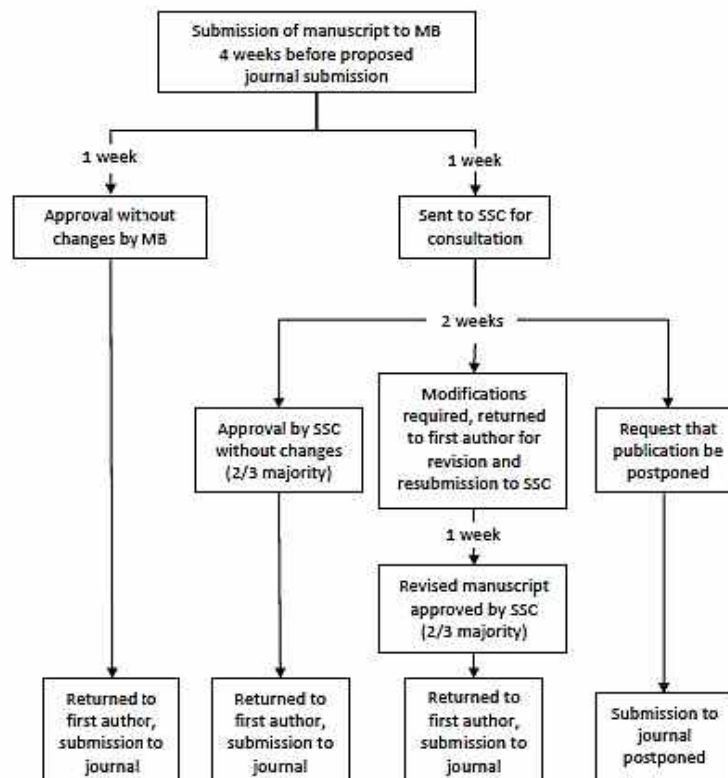 Submission of manuscript to MB
4 weeks before proposed
journal submission
1 week
1 week
Approval without
changes by MB
Sent to SSC for
consultation
2 weeks
Approval by SSC
without changes
(2/3 majority)
Modifications
required, returned
to first author for
revision and
resubmission to SSC
Request that
publication be
postponed
1 week
Revised manuscript
approved by SSC
(2/3 majority)
Returned to
first author,
submission to
journal
Returned to
first author,
submission to
journal
Returned to
first author,
submission to
journal
Submission to
journal
postponed